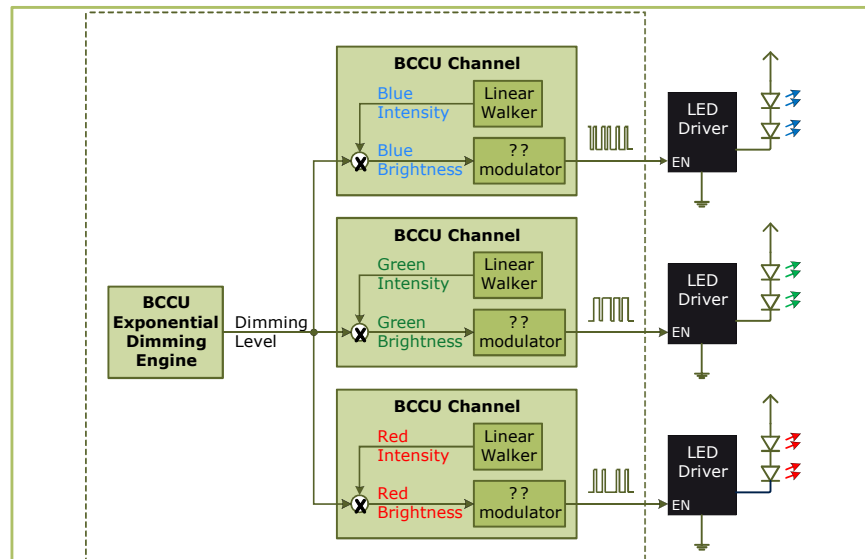 BCCU Channel
Blue
Intensity
Linear
Walker
Blue
Brightness
??
modulator
LED
Driver
EN
BCCU Channel
Green
Intensity
Linear
Walker
Green
Brightness
??
modulator
LED
Driver
EN
BCCU
Exponential
Dimming
Engine
Dimming
Level
BCCU Channel
Red
Intensity
Linear
Walker
Red
Brightness
??
modulator
LED
Driver
EN